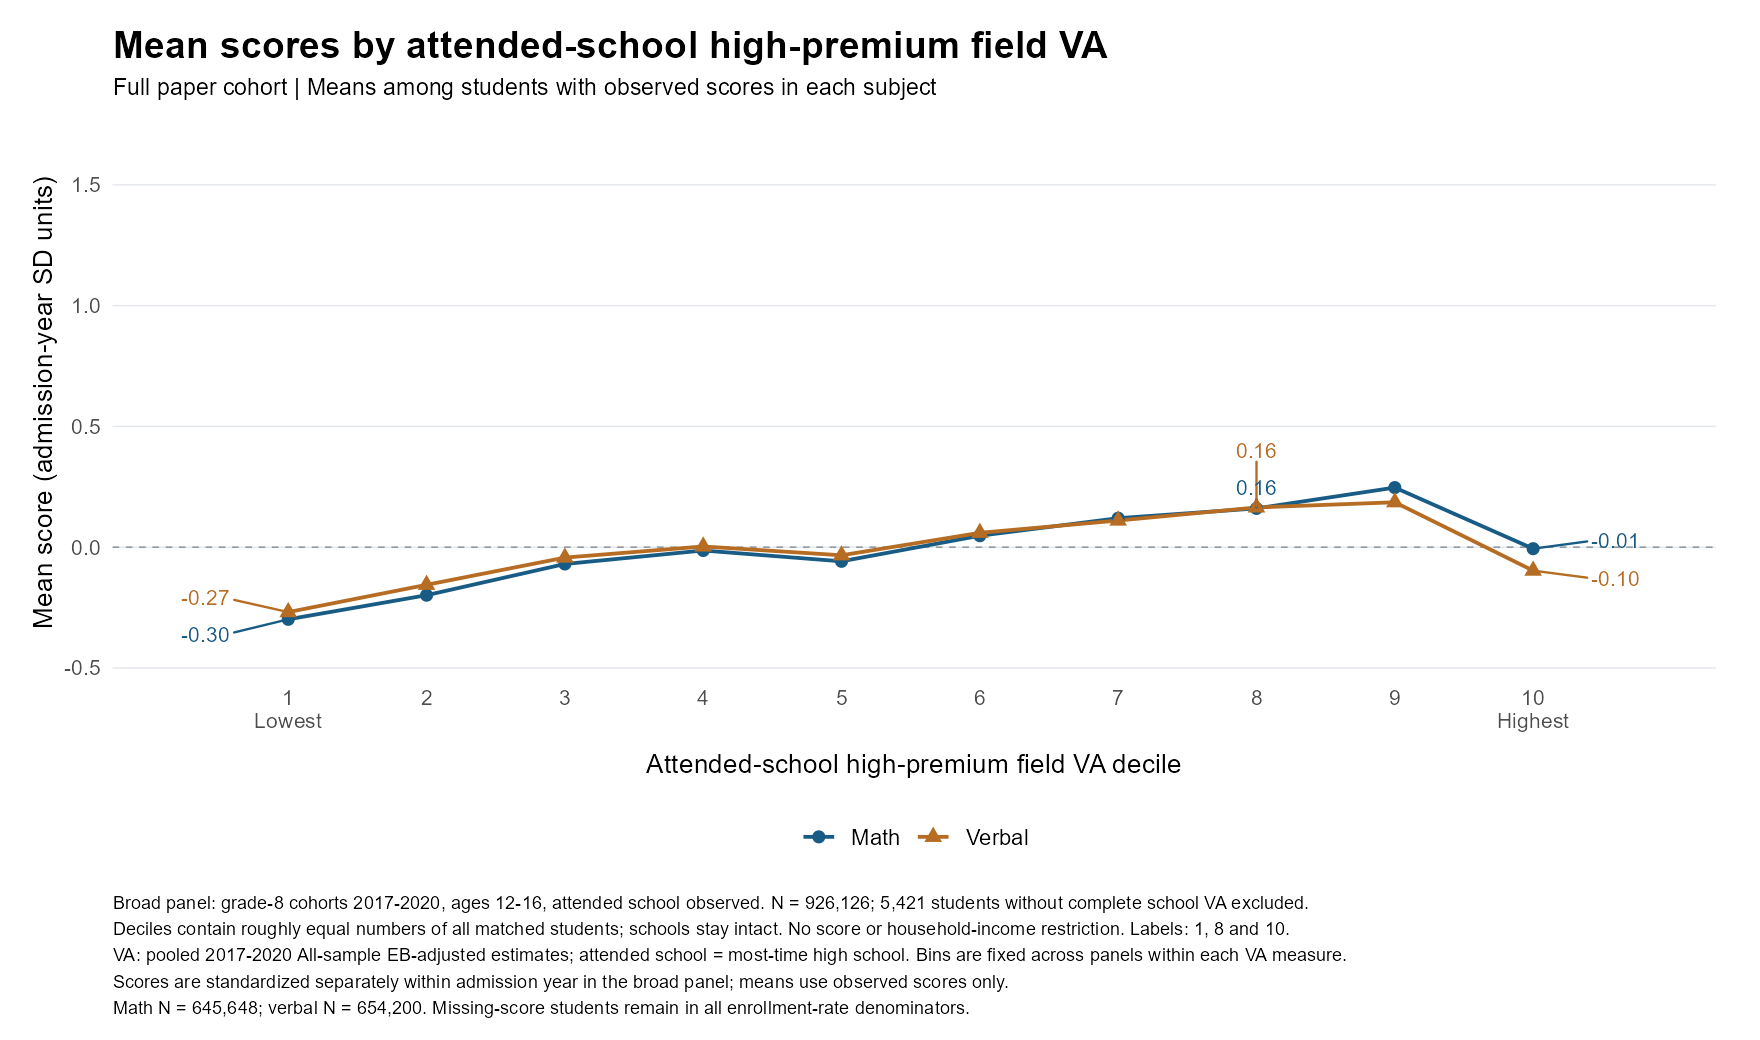 Mean scores by attended-school high-premium field VA
Full paper cohort | Means among students with observed scores in each subject
Mean score (admission-year SD units)
1.5
1.0
0.5
0.0
-0.5
0.16
0.16
-0.01
-0.10
-0.27
-0.30
1 2 3 4 5 6 7 8 9 10
Lowest Highest
Attended-school high-premium field VA decile
Math Verbal
Broad panel: grade-8 cohorts 2017-2020, ages 12-16, attended school observed. N = 926,126; 5,421 students without complete school VA excluded.
Deciles contain roughly equal numbers of all matched students; schools stay intact. No score or household-income restriction. Labels: 1, 8 and 10.
VA: pooled 2017-2020 All-sample EB-adjusted estimates; attended school = most-time high school. Bins are fixed across panels within each VA measure.
Scores are standardized separately within admission year in the broad panel; means use observed scores only.
Math N = 645,648; verbal N = 654,200. Missing-score students remain in all enrollment-rate denominators.